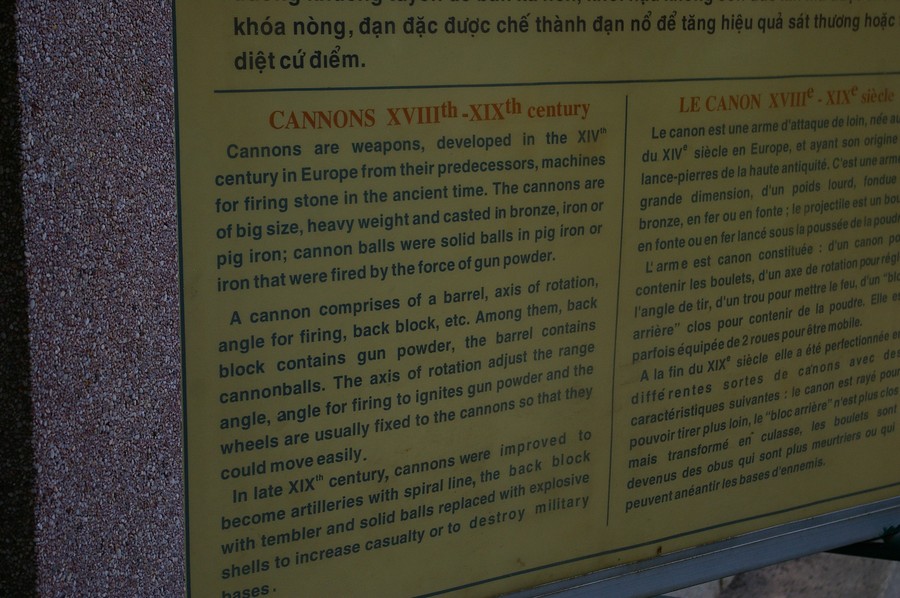 khóa nòng, đạn đặc được chế thành đạn nổ để tăng hiệu quả sát thương hoặc
diệt cứ điểm.
CANNONS XVIIIth -XIXth century
Cannons are weapons, developed in the XIVth
century in Europe from their predecessors, machines
for firing stone in the ancient time. The cannons are
of big size, heavy weight and casted in bronze, iron or
pig iron; cannon balls were solid balls in pig iron or
iron that were fired by the force of gun powder.
A cannon comprises of a barrel, axis of rotation,
angle for firing, back block, etc. Among them, back
block contains gun powder, the barrel contains
cannonballs. The axis of rotation adjust the range
angle, angle for firing to ignites gun powder and the
wheels are usually fixed to the cannons so that they
could move easily.
In late XIXth century, cannons were improved to
become artilleries with spiral line, the back block
with tembler and solid balls replaced with explosive
shells to increase casualty or to destroy military
bases.
LE CANON XVIIIe - XIXe siècle
Le canon est une arme d'attaque de loin, née
du XIVe siècle en Europe, et ayant son origine
lance-pierres de la haute antiquité. C'est une arme
grande dimension, d'un poids lourd, fondue
bronze, en fer ou en fonte ; le projectile est un
en fonte ou en fer lancé sous la poussée de la
L'arme est canon constituée : d'un canon
contenir les boulets, d'un axe de rotation pour
l'angle de tir, d'un trou pour mettre le feu, d'un
arrière" clos pour contenir de la poudre. Elle
parfois équipée de 2 roues pour être mobile.
A la fin du XIXe siècle elle a été perfectionnée
différentes sortes de canons avec
caractéristiques suivantes : le canon est rayé pour
pouvoir tirer plus loin, le "bloc arrière" n'est plus clos
mais transformé en culasse, les boulets sont
devenus des obus qui sont plus meurtriers ou qui
peuvent anéantir les bases d'ennemis.